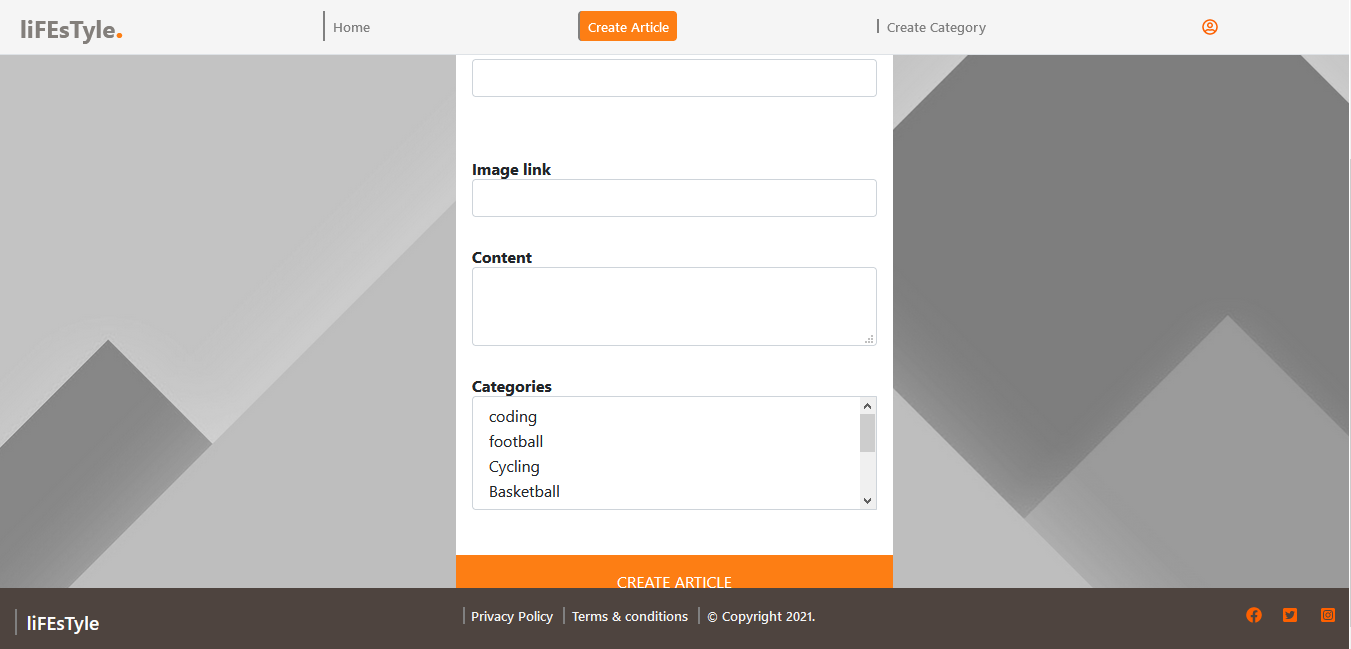 liFEsTyle.
Home
Create Article
Create Category
Image link
Content
Categories
coding
football
Cycling
Basketball
CREATE ARTICLE
liFEsTyle
Privacy Policy
Terms & conditions
© Copyright 2021.